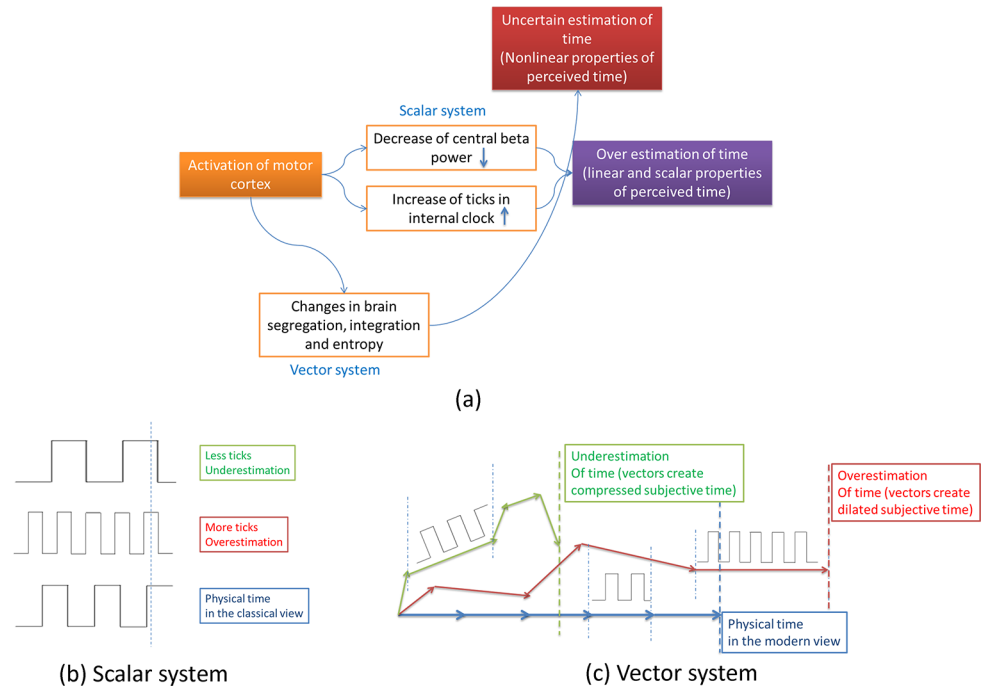 Uncertain estimation of
time
(Nonlinear properties of
perceived time)
Scalar system
Decrease of central beta
power
Activation of motor
cortex
Over estimation of time
(linear and scalar properties
of perceived time)
Increase of ticks in
internal clock
Changes in brain
segregation, integration
and entropy
Vector system
(a)
Less ticks
Underestimation
More ticks
Overestimation
Physical time
in the classical view
(b) Scalar system
Underestimation
Of time (vectors create
compressed subjective time)
Overestimation
Of time (vectors create
dilated subjective time)
Physical time
in the modern view
(c) Vector system